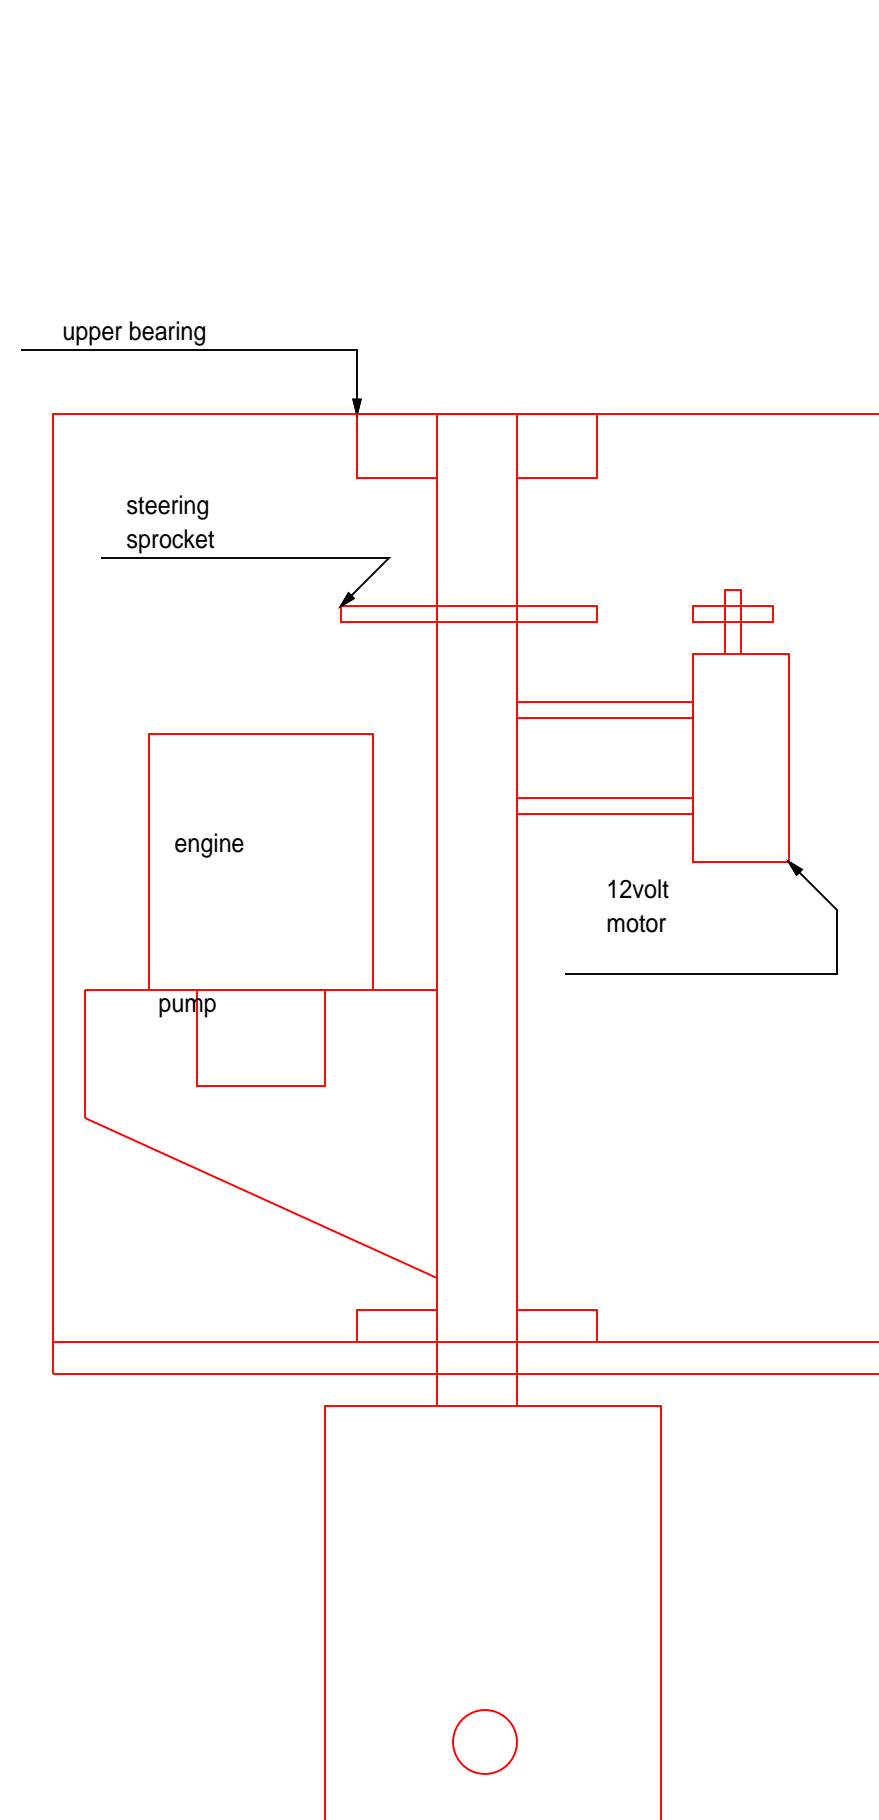 upper bearing
steering
sprocket
engine
12volt
motor
pump